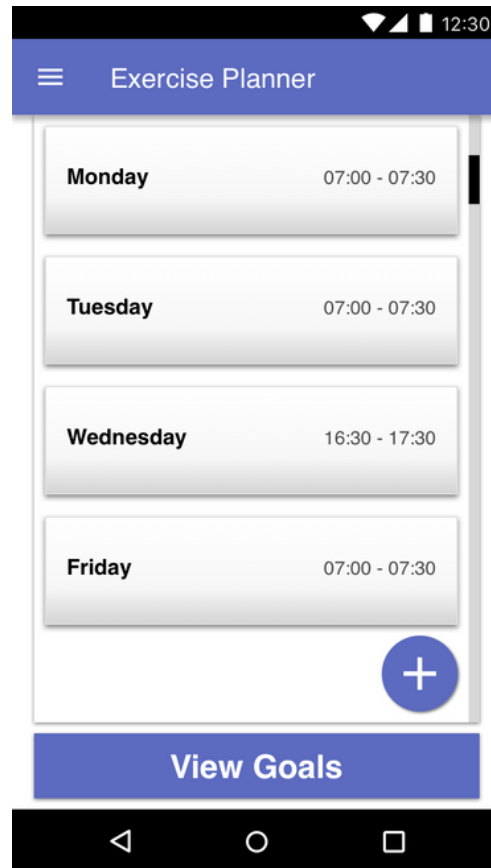 12:30
Exercise Planner
Monday 07:00 - 07:30
Tuesday 07:00 - 07:30
Wednesday 16:30 - 17:30
Friday 07:00 - 07:30
View Goals